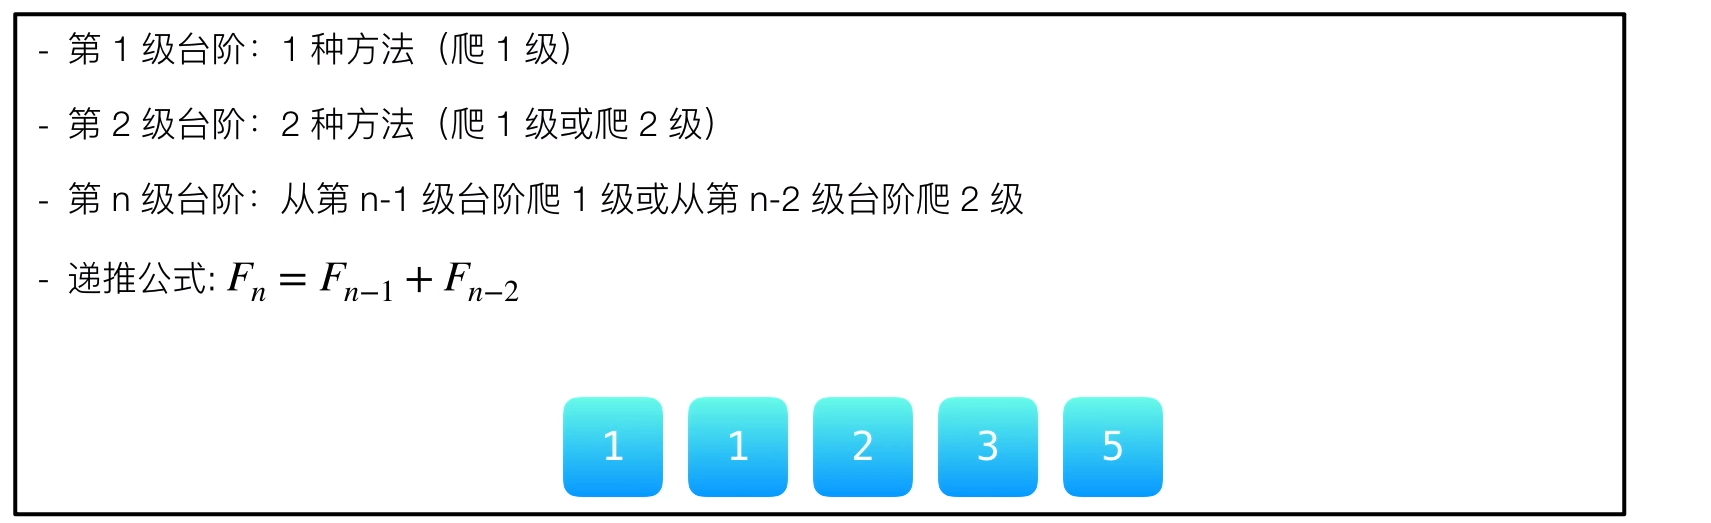 - 第 1 级台阶：1 种方法（爬 1 级）
- 第 2 级台阶：2 种方法（爬 1 级或爬 2 级）
- 第 n 级台阶：从第 n-1 级台阶爬 1 级或从第 n-2 级台阶爬 2 级
- 递推公式: Fₙ = Fₙ₋₁ + Fₙ₋₂
1 1 2 3 5